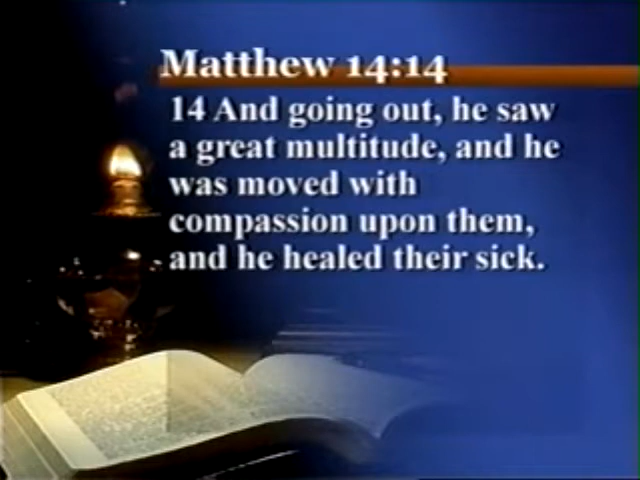 Matthew 14:14
14 And going out, he saw
a great multitude, and he
was moved with
compassion upon them,
and he healed their sick.